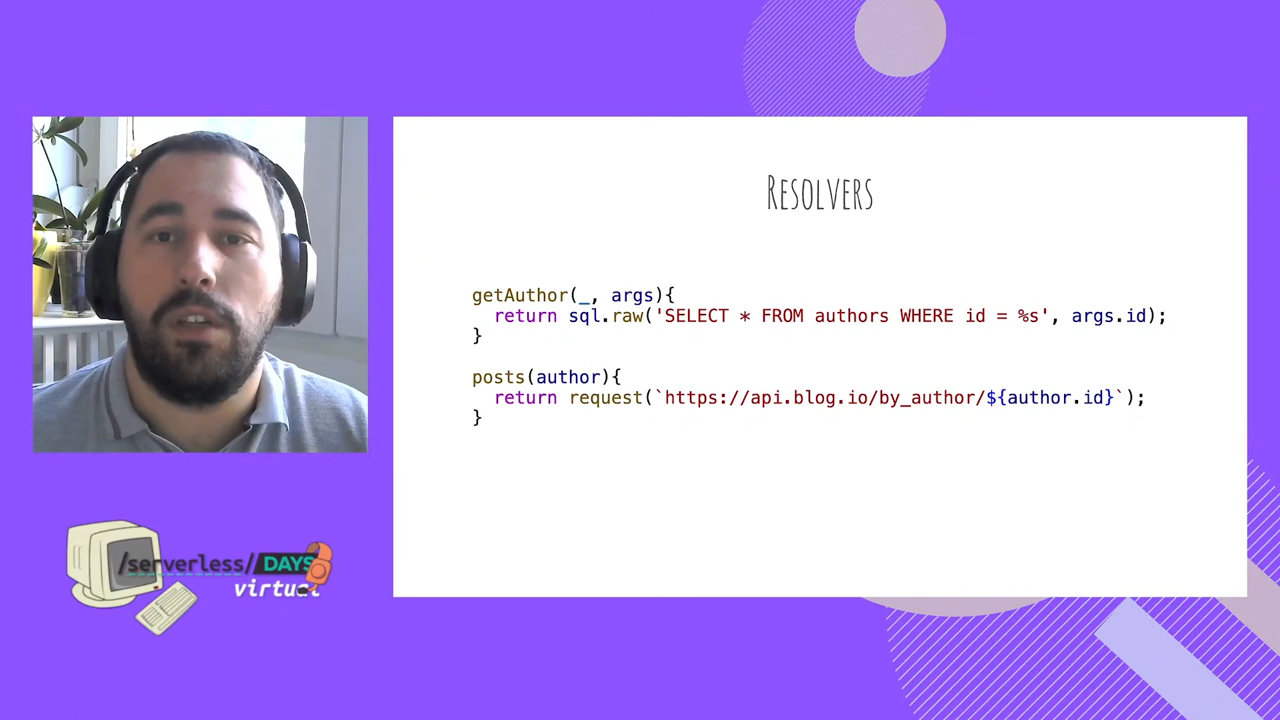 RESOLVERS
getAuthor(_, args){
return sql.raw('SELECT * FROM authors WHERE id = %s', args.id);
}
posts(author){
return request(`https://api.blog.io/by_author/${author.id}`);
}
/serverless/DAYS
virtual